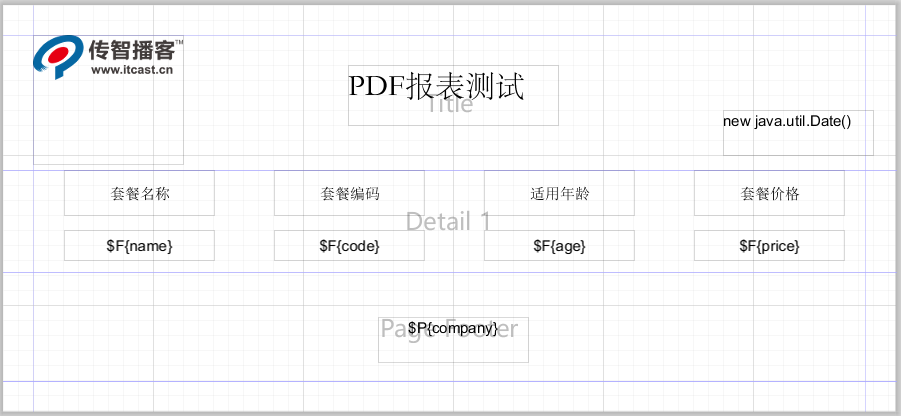 传智播客™
www.itcast.cn
PDF报表测试
Title
new java.util.Date()
套餐名称 套餐编码 适用年龄 套餐价格
Detail 1
$F{name} $F{code} $F{age} $F{price}
$P{company}
Page Footer